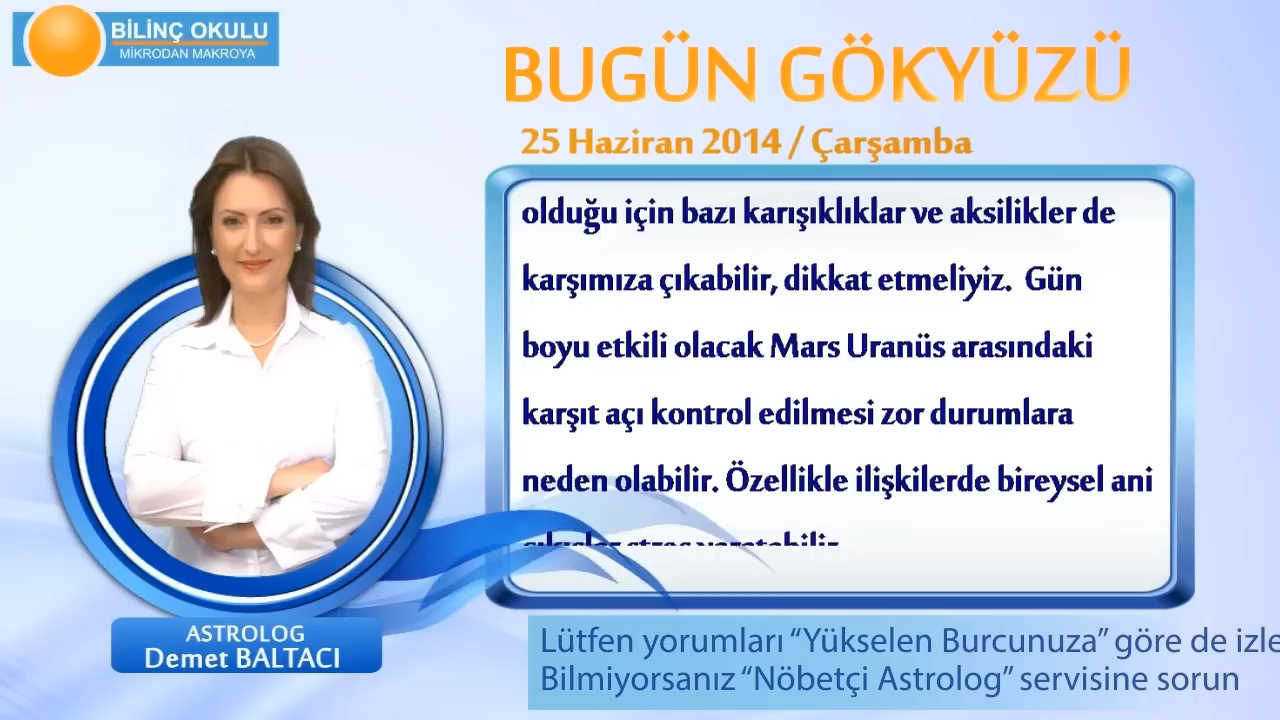 BİLİNÇ OKULU
MİKRODAN MAKROYA
BUGÜN GÖKYÜZÜ
25 Haziran 2014 / Çarşamba
olduğu için bazı karışıklıklar ve aksilikler de
karşımıza çıkabilir, dikkat etmeliyiz. Gün
boyu etkili olacak Mars Uranüs arasındaki
karşıt açı kontrol edilmesi zor durumlara
neden olabilir. Özellikle ilişkilerde bireysel ani
ASTROLOG
Demet BALTACI
Lütfen yorumları “Yükselen Burcunuza” göre de izle
Bilmiyorsanız “Nöbetçi Astrolog” servisine sorun